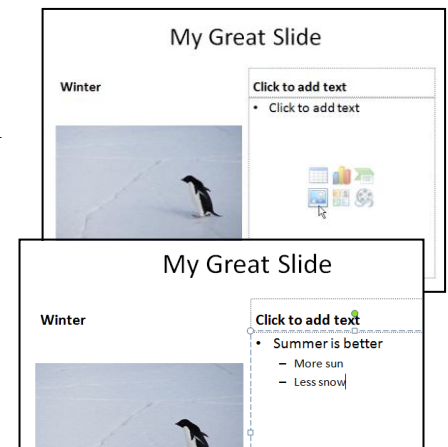 My Great Slide
Winter
Click to add text
• Click to add text
My Great Slide
Winter
Click to add text
• Summer is better
– More sun
– Less snow